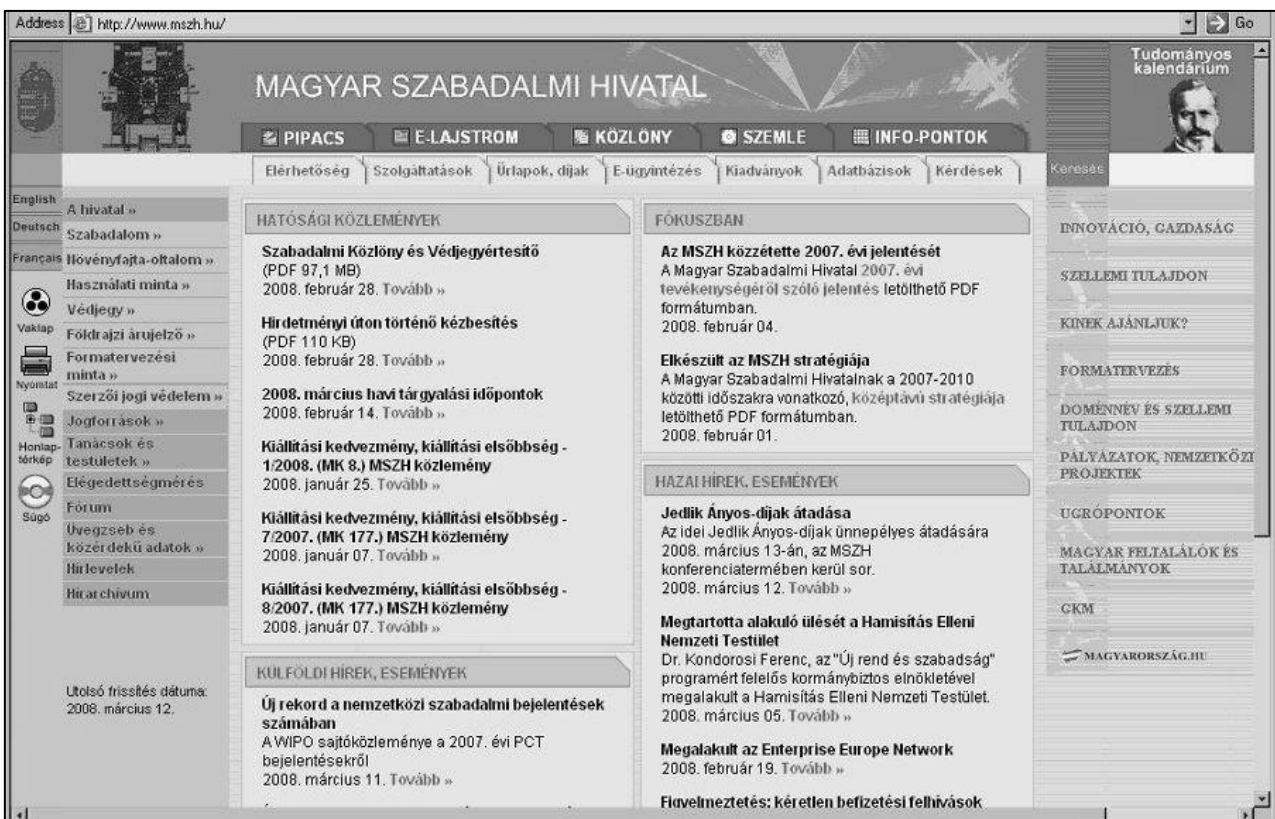 Address http://www.mszh.hu/ Go
MAGYAR SZABADALMI HIVATAL
Tudományos
kalendárium
PIPACS E-LAJSTROM KÖZLÖNY SZEMLE INFO-PONTOK
Elérhetőség Szolgáltatások Űrlapok, díjak E-ügyintézés Kiadványok Adatbázisok Kérdések
Keresés
English
Deutsch
Français
Vaklap
Nyomtat
Honlap-
térkép
Súgó
A hivatal »
Szabadalom »
Növényfajta-oltalom »
Használati minta »
Védjegy »
Földrajzi árujelző »
Formatervezési
minta »
Szerzői jogi védelem »
Jogforrások »
Tanácsok és
testületek »
Elégedettségmérés
Fórum
Üvegzseb és
közérdekű adatok »
Hírlevelek
Hírarchívum
Utolsó frissítés dátuma:
2008. március 12.
HATÓSÁGI KÖZLEMÉNYEK
Szabadalmi Közlöny és Védjegyértesítő
(PDF 97,1 MB)
2008. február 28. Tovább »
Hirdetményi úton történő kézbesítés
(PDF 110 KB)
2008. február 28. Tovább »
2008. március havi tárgyalási időpontok
2008. február 14. Tovább »
Kiállítási kedvezmény, kiállítási elsőbbség -
1/2008. (MK 8.) MSZH közlemény
2008. január 25. Tovább »
Kiállítási kedvezmény, kiállítási elsőbbség -
7/2007. (MK 177.) MSZH közlemény
2008. január 07. Tovább »
Kiállítási kedvezmény, kiállítási elsőbbség -
8/2007. (MK 177.) MSZH közlemény
2008. január 07. Tovább »
KÜLFÖLDI HÍREK, ESEMÉNYEK
Új rekord a nemzetközi szabadalmi bejelentések
számában
A WIPO sajtóközleménye a 2007. évi PCT
bejelentésekről
2008. március 11. Tovább »
FÓKUSZBAN
Az MSZH közzétette 2007. évi jelentését
A Magyar Szabadalmi Hivatal 2007. évi
tevékenységéről szóló jelentés letölthető PDF
formátumban.
2008. február 04.
Elkészült az MSZH stratégiája
A Magyar Szabadalmi Hivatalnak a 2007-2010
közötti időszakra vonatkozó, középtávú stratégiája
letölthető PDF formátumban.
2008. február 01.
HAZAI HÍREK, ESEMÉNYEK
Jedlik Ányos-díjak átadása
Az idei Jedlik Ányos-díjak ünnepélyes átadására
2008. március 13-án, az MSZH
konferenciatermében kerül sor.
2008. március 12. Tovább »
Megtartotta alakuló ülését a Hamisítás Elleni
Nemzeti Testület
Dr. Kondorosi Ferenc, az "Új rend és szabadság"
programért felelős kormánybiztos elnökletével
megalakult a Hamisítás Elleni Nemzeti Testület.
2008. március 05. Tovább »
Megalakult az Enterprise Europe Network
2008. február 19. Tovább »
Figyelmeztetés: kéretlen befizetési felhívások
INNOVÁCIÓ, GAZDASÁG
SZELLEMI TULAJDON
KINEK AJÁNLJUK?
FORMATERVEZÉS
DOMÉNNÉV ÉS SZELLEMI
TULAJDON
PÁLYÁZATOK, NEMZETKÖZI
PROJEKTEK
UGRÓPONTOK
MAGYAR FELTALÁLÓK ÉS
TALÁLMÁNYOK
GKM
MAGYARORSZÁG.HU